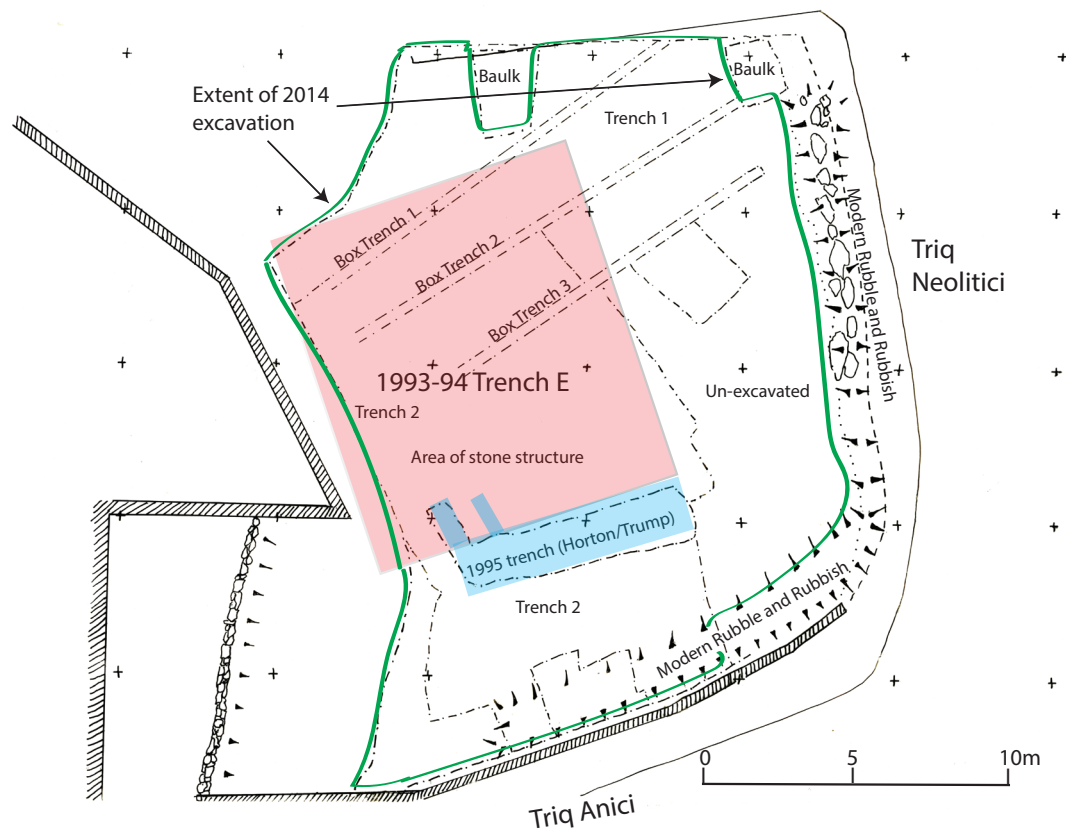 Baulk
Baulk
Extent of 2014
excavation
Trench 1
Box Trench 1
Box Trench 2
Box Trench 3
Modern Rubble and Rubbish
Triq
Neolitici
1993-94 Trench E
Un-excavated
Trench 2
Area of stone structure
1995 trench (Horton/Trump)
Trench 2
Modern Rubble and Rubbish
0 5 10m
Triq Anici